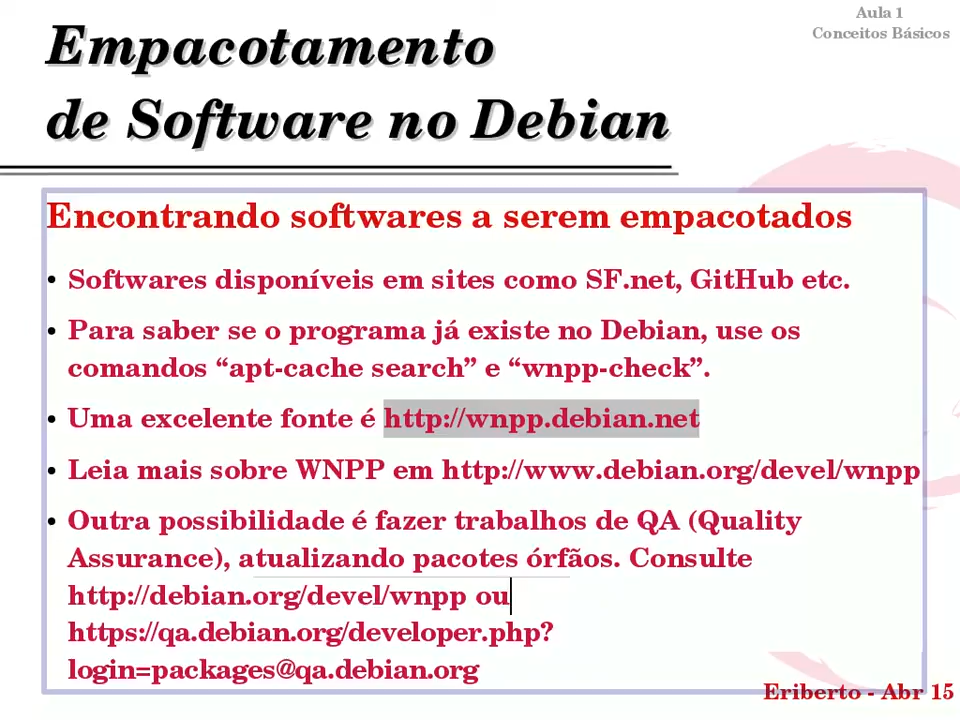 Aula 1
Conceitos Básicos
Empacotamento
de Software no Debian
Encontrando softwares a serem empacotados
• Softwares disponíveis em sites como SF.net, GitHub etc.
• Para saber se o programa já existe no Debian, use os
comandos “apt-cache search” e “wnpp-check”.
• Uma excelente fonte é http://wnpp.debian.net
• Leia mais sobre WNPP em http://www.debian.org/devel/wnpp
• Outra possibilidade é fazer trabalhos de QA (Quality
Assurance), atualizando pacotes órfãos. Consulte
http://debian.org/devel/wnpp ou
https://qa.debian.org/developer.php?
login=packages@qa.debian.org
Eriberto - Abr 15